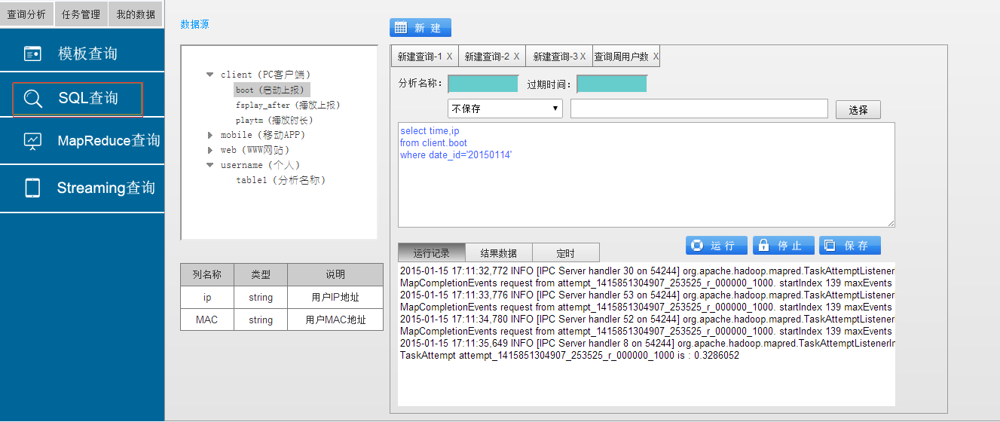 查询分析 任务管理 我的数据
模板查询
SQL查询
MapReduce查询
Streaming查询
数据源
client (PC客户端)
boot (启动上报)
fsplay_after (播放上报)
playtm (播放时长)
mobile (移动APP)
web (WWW网站)
username (个人)
table1 (分析名称)
列名称 类型 说明
ip string 用户IP地址
MAC string 用户MAC地址
新 建
新建查询-1 X 新建查询-2 X 新建查询-3 X 查询周用户数 X
分析名称: 过期时间:
不保存 选择
select time,ip
from client.boot
where date_id='20150114'
运 行 停 止 保 存
运行记录 结果数据 定时
2015-01-15 17:11:32,772 INFO [IPC Server handler 30 on 54244] org.apache.hadoop.mapred.TaskAttemptListener
MapCompletionEvents request from attempt_1415851304907_253525_r_000000_1000. startIndex 139 maxEvents
2015-01-15 17:11:33,776 INFO [IPC Server handler 53 on 54244] org.apache.hadoop.mapred.TaskAttemptListener
MapCompletionEvents request from attempt_1415851304907_253525_r_000000_1000. startIndex 139 maxEvents
2015-01-15 17:11:34,780 INFO [IPC Server handler 52 on 54244] org.apache.hadoop.mapred.TaskAttemptListener
MapCompletionEvents request from attempt_1415851304907_253525_r_000000_1000. startIndex 139 maxEvents
2015-01-15 17:11:35,649 INFO [IPC Server handler 8 on 54244] org.apache.hadoop.mapred.TaskAttemptListenerIn
TaskAttempt attempt_1415851304907_253525_r_000000_1000 is : 0.3286052